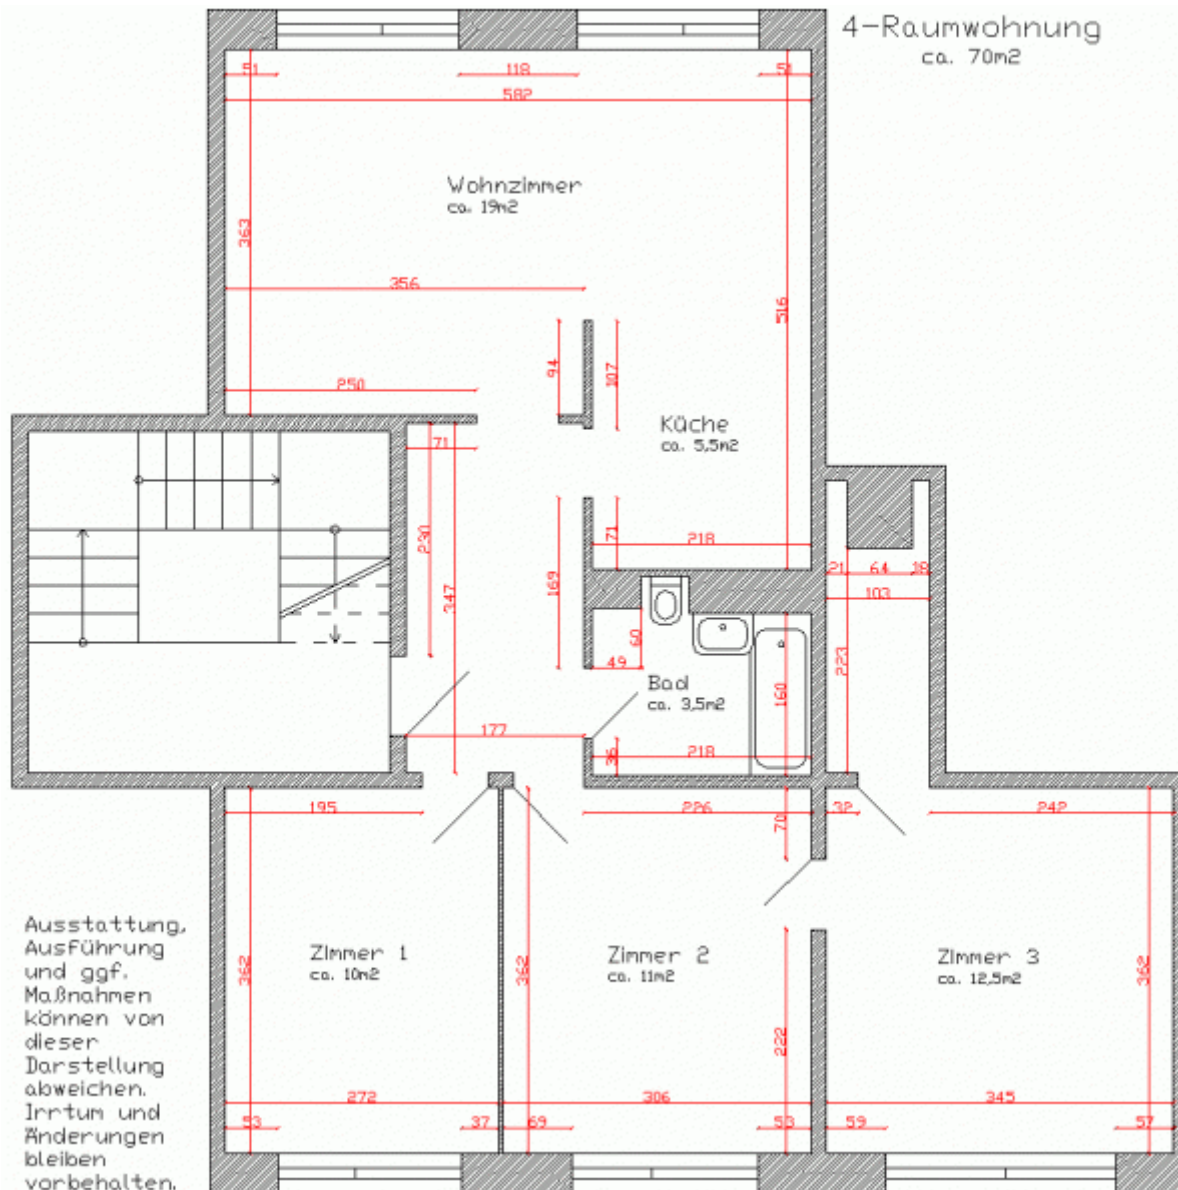 4-Raumwohnung
ca. 70m2
51
118
51
582
Wohnzimmer
ca. 19m2
363
356
516
94
107
250
Küche
ca. 5,5m2
71
230
347
169
71
218
21
64
18
103
60
49
223
Bad
ca. 3,5m2
160
177
36
218
195
226
70
32
242
Ausstattung,
Ausführung
und ggf.
Maßnahmen
können von
dieser
Darstellung
abweichen.
Irrtum und
Änderungen
bleiben
vorbehalten.
362
Zimmer 1
ca. 10m2
362
Zimmer 2
ca. 11m2
Zimmer 3
ca. 12,5m2
362
222
272
306
345
53
37
69
53
59
57